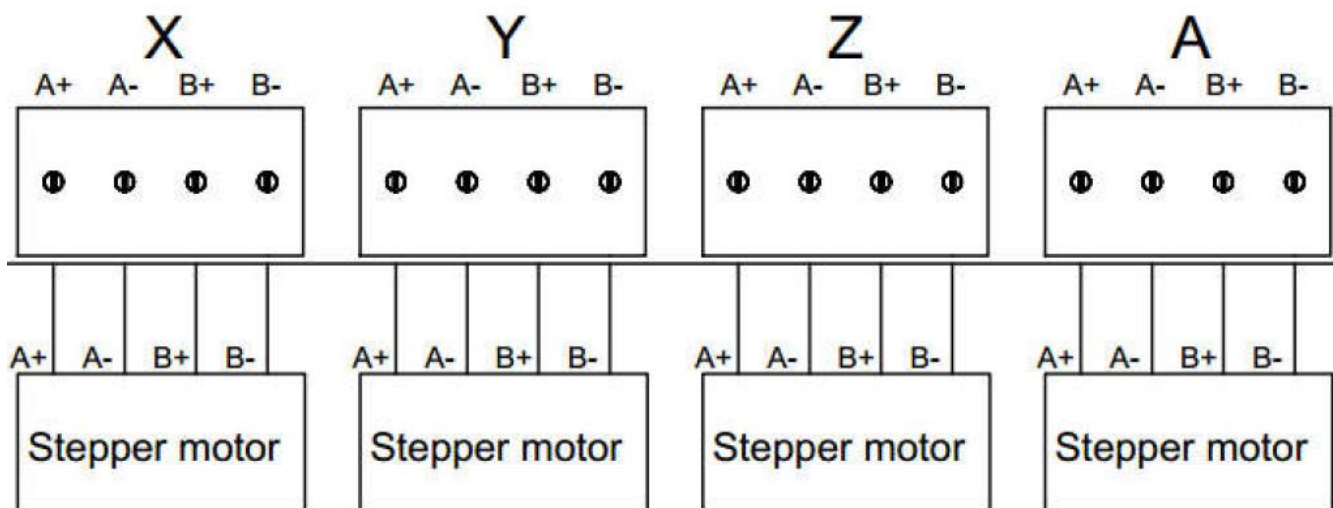 X Y Z A
A+ A- B+ B- A+ A- B+ B- A+ A- B+ B- A+ A- B+ B-
A+ A- B+ B- A+ A- B+ B- A+ A- B+ B- A+ A- B+ B-
Stepper motor Stepper motor Stepper motor Stepper motor